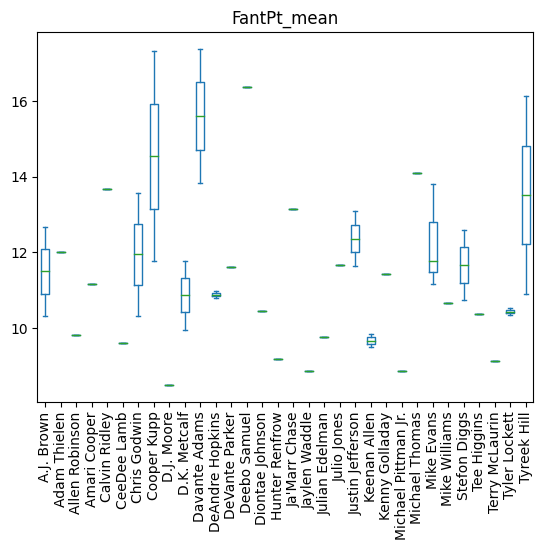 FantPt_mean
16
14
12
10
A.J. Brown
Adam Thielen
Allen Robinson
Amari Cooper
Calvin Ridley
CeeDee Lamb
Chris Godwin
Cooper Kupp
D.J. Moore
D.K. Metcalf
Davante Adams
DeAndre Hopkins
DeVante Parker
Deebo Samuel
Diontae Johnson
Hunter Renfrow
Ja'Marr Chase
Jaylen Waddle
Julian Edelman
Julio Jones
Justin Jefferson
Keenan Allen
Kenny Golladay
Michael Pittman Jr.
Michael Thomas
Mike Evans
Mike Williams
Stefon Diggs
Tee Higgins
Terry McLaurin
Tyler Lockett
Tyreek Hill